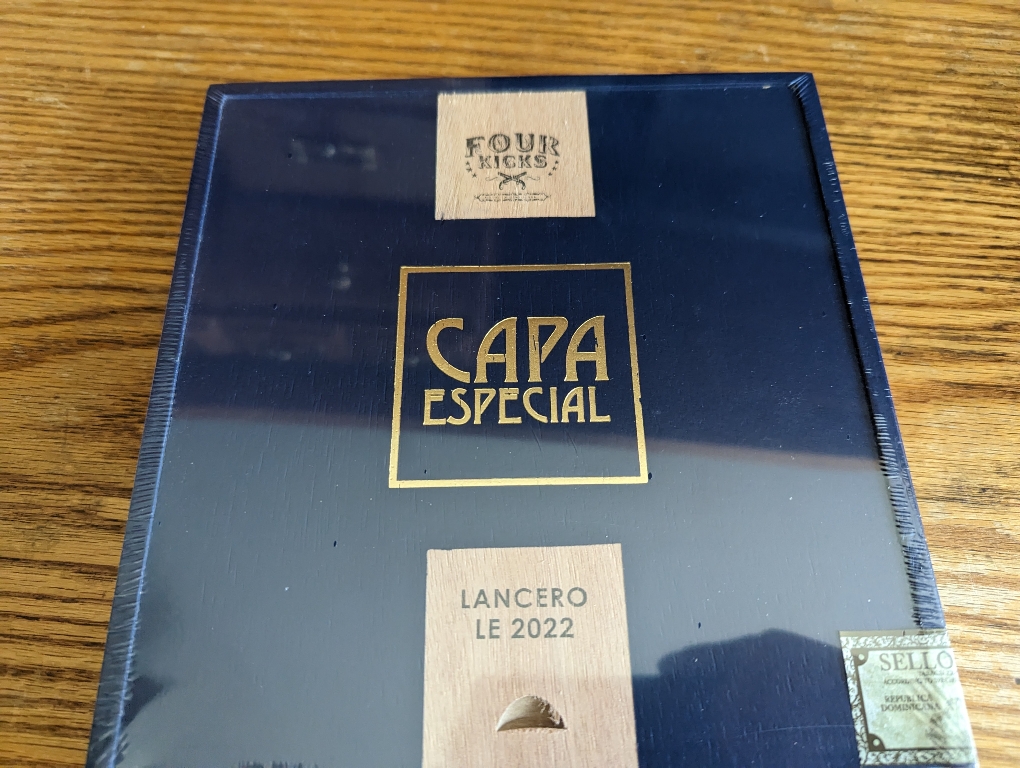 FOUR
KICKS
CAPA
ESPECIAL
LANCERO
LE 2022
SELLO
REPUBLICA
DOMINICANA